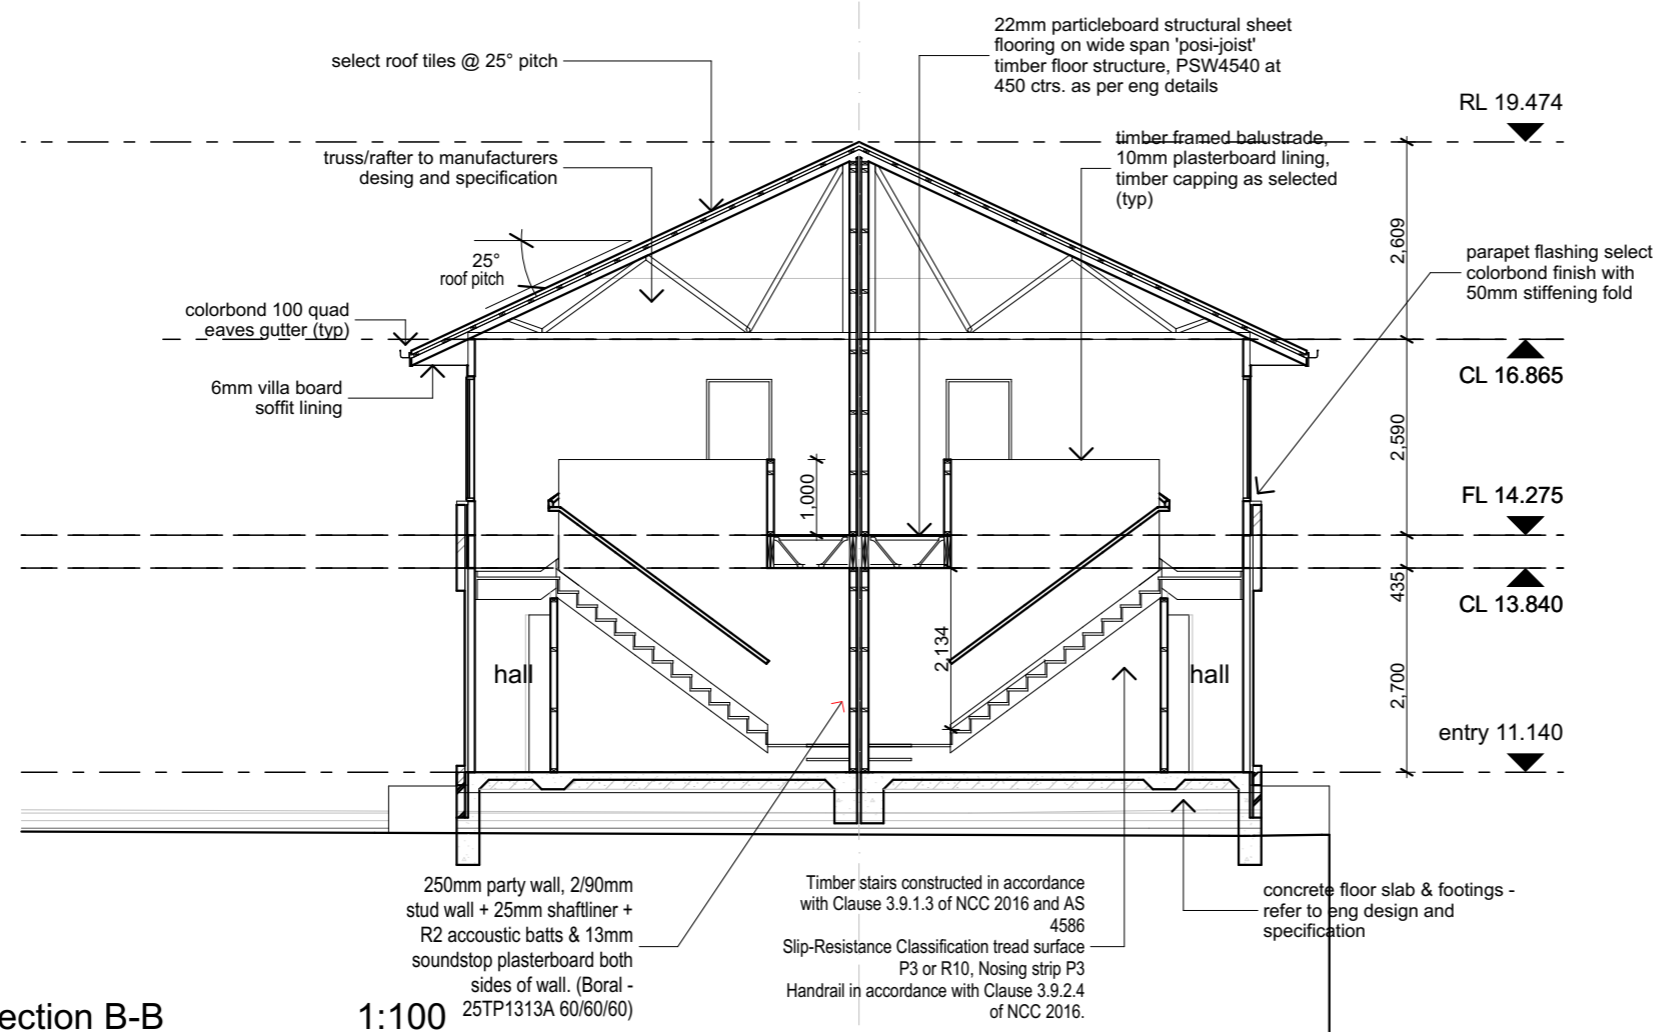 22mm particleboard structural sheet
flooring on wide span 'posi-joist'
timber floor structure, PSW4540 at
450 ctrs. as per eng details
select roof tiles @ 25° pitch
RL 19.474
timber framed balustrade,
10mm plasterboard lining,
timber capping as selected
(typ)
truss/rafter to manufacturers
desing and specification
2,609
parapet flashing select
colorbond finish with
50mm stiffening fold
25°
roof pitch
colorbond 100 quad
eaves gutter (typ)
CL 16.865
6mm villa board
soffit lining
2,590
1,000
FL 14.275
435
CL 13.840
2,134
hall
hall
2,700
entry 11.140
250mm party wall, 2/90mm
stud wall + 25mm shaftliner +
R2 accoustic batts & 13mm
soundstop plasterboard both
sides of wall. (Boral -
25TP1313A 60/60/60)
Timber stairs constructed in accordance
with Clause 3.9.1.3 of NCC 2016 and AS
4586
Slip-Resistance Classification tread surface
P3 or R10, Nosing strip P3
Handrail in accordance with Clause 3.9.2.4
of NCC 2016.
concrete floor slab & footings -
refer to eng design and
specification
ection B-B
1:100